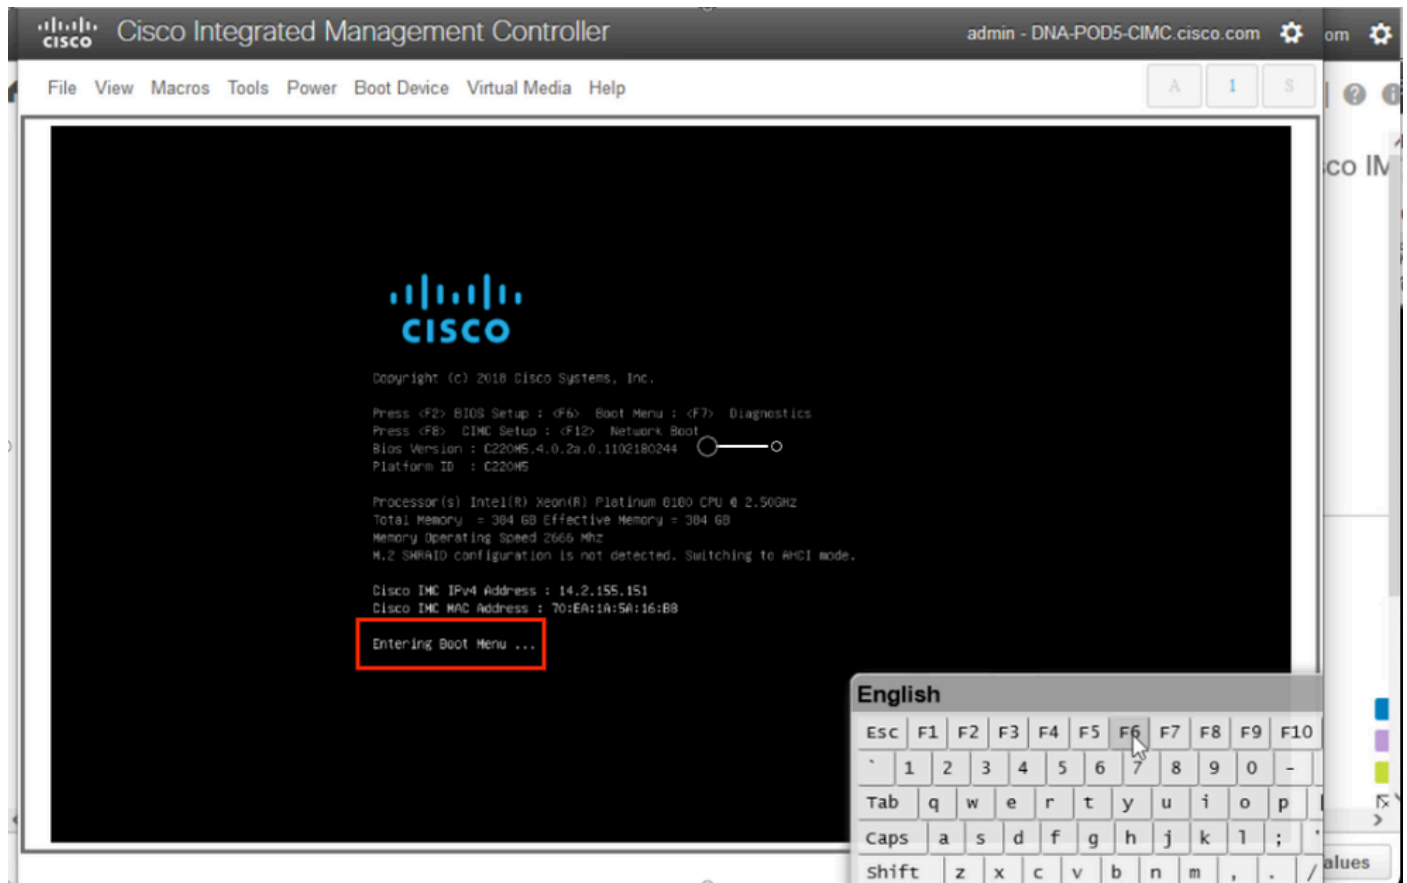 CISCO Cisco Integrated Management Controller admin - DNA-POD5-CIMC.cisco.com om
File View Macros Tools Power Boot Device Virtual Media Help A 1 S
co IM
CISCO
Copyright (c) 2018 Cisco Systems, Inc.
Press <F2> BIOS Setup : <F6> Boot Menu : <F7> Diagnostics
Press <F8> CIMC Setup : <F12> Network Boot
Bios Version : C220M5.4.0.2a.0.1102180244
Platform ID : C220M5
Processor(s) Intel(R) Xeon(R) Platinum 8180 CPU @ 2.50GHz
Total Memory = 384 GB Effective Memory = 384 GB
Memory Operating Speed 2666 Mhz
M.2 SWRAID configuration is not detected. Switching to AHCI mode.
Cisco IMC IPv4 Address : 14.2.155.151
Cisco IMC MAC Address : 70:EA:1A:5A:16:B8
Entering Boot Menu ...
English
Esc F1 F2 F3 F4 F5 F6 F7 F8 F9 F10
` 1 2 3 4 5 6 7 8 9 0 -
Tab q w e r t y u i o p [
Caps a s d f g h j k l ; '
Shift z x c v b n m , . /
alues